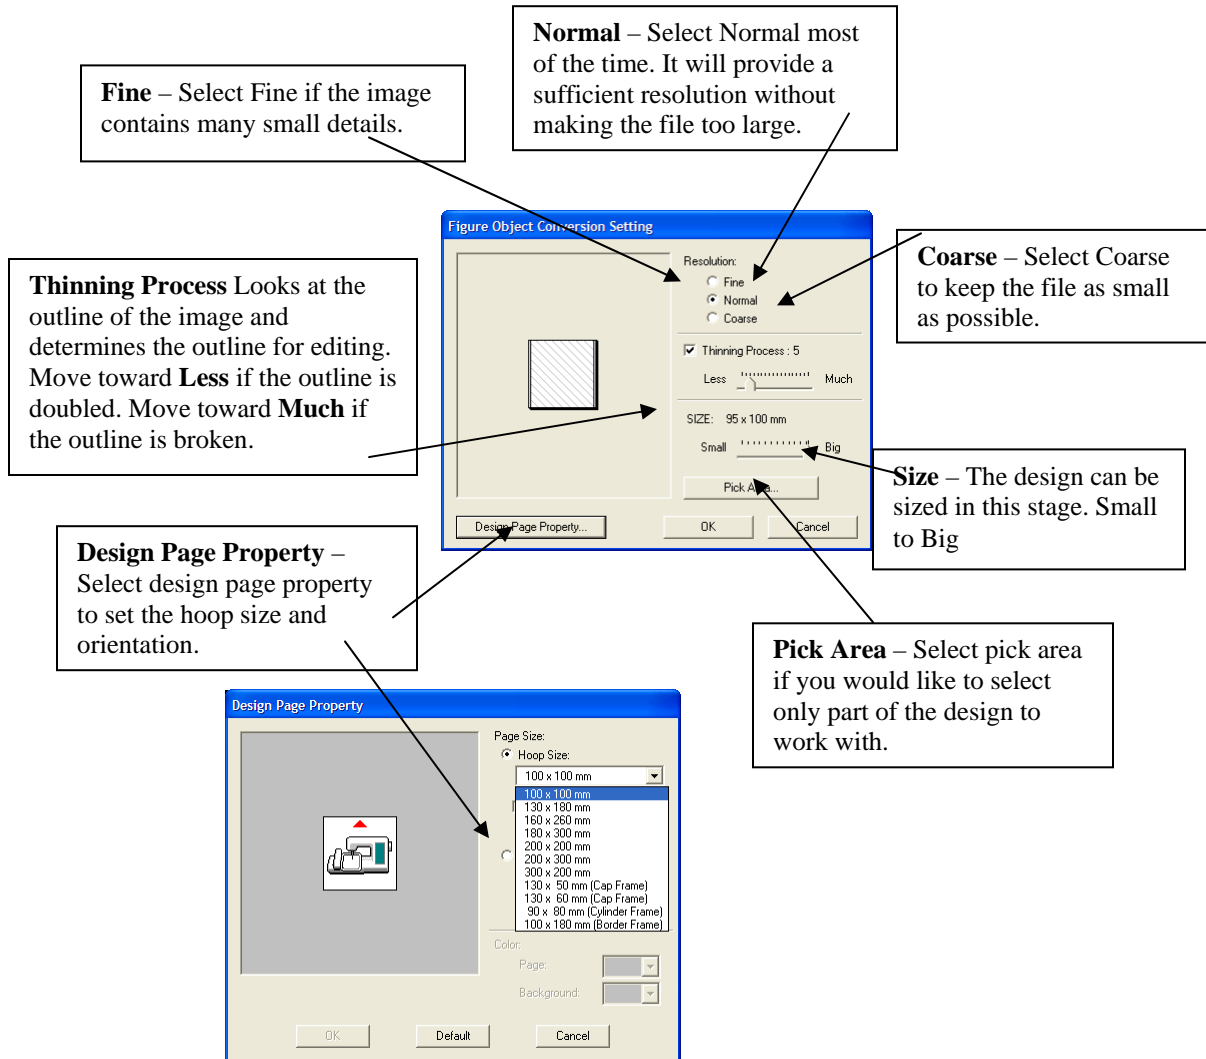 Normal – Select Normal most
of the time. It will provide a
sufficient resolution without
making the file too large.
Fine – Select Fine if the image
contains many small details.
Figure Object Conversion Setting
Resolution:
Fine
Normal
Coarse
Thinning Process : 5
Less Much
SIZE: 95 x 100 mm
Small Big
Pick Area...
Design Page Property... OK Cancel
Coarse – Select Coarse
to keep the file as small
as possible.
Thinning Process Looks at the
outline of the image and
determines the outline for editing.
Move toward Less if the outline is
doubled. Move toward Much if
the outline is broken.
Size – The design can be
sized in this stage. Small
to Big
Design Page Property –
Select design page property
to set the hoop size and
orientation.
Pick Area – Select pick area
if you would like to select
only part of the design to
work with.
Design Page Property
Page Size:
Hoop Size:
100 x 100 mm
100 x 100 mm
130 x 180 mm
160 x 260 mm
180 x 300 mm
200 x 200 mm
200 x 300 mm
300 x 200 mm
130 x 50 mm (Cap Frame)
130 x 60 mm (Cap Frame)
90 x 80 mm (Cylinder Frame)
100 x 180 mm (Border Frame)
Color:
Page:
Background:
OK Default Cancel